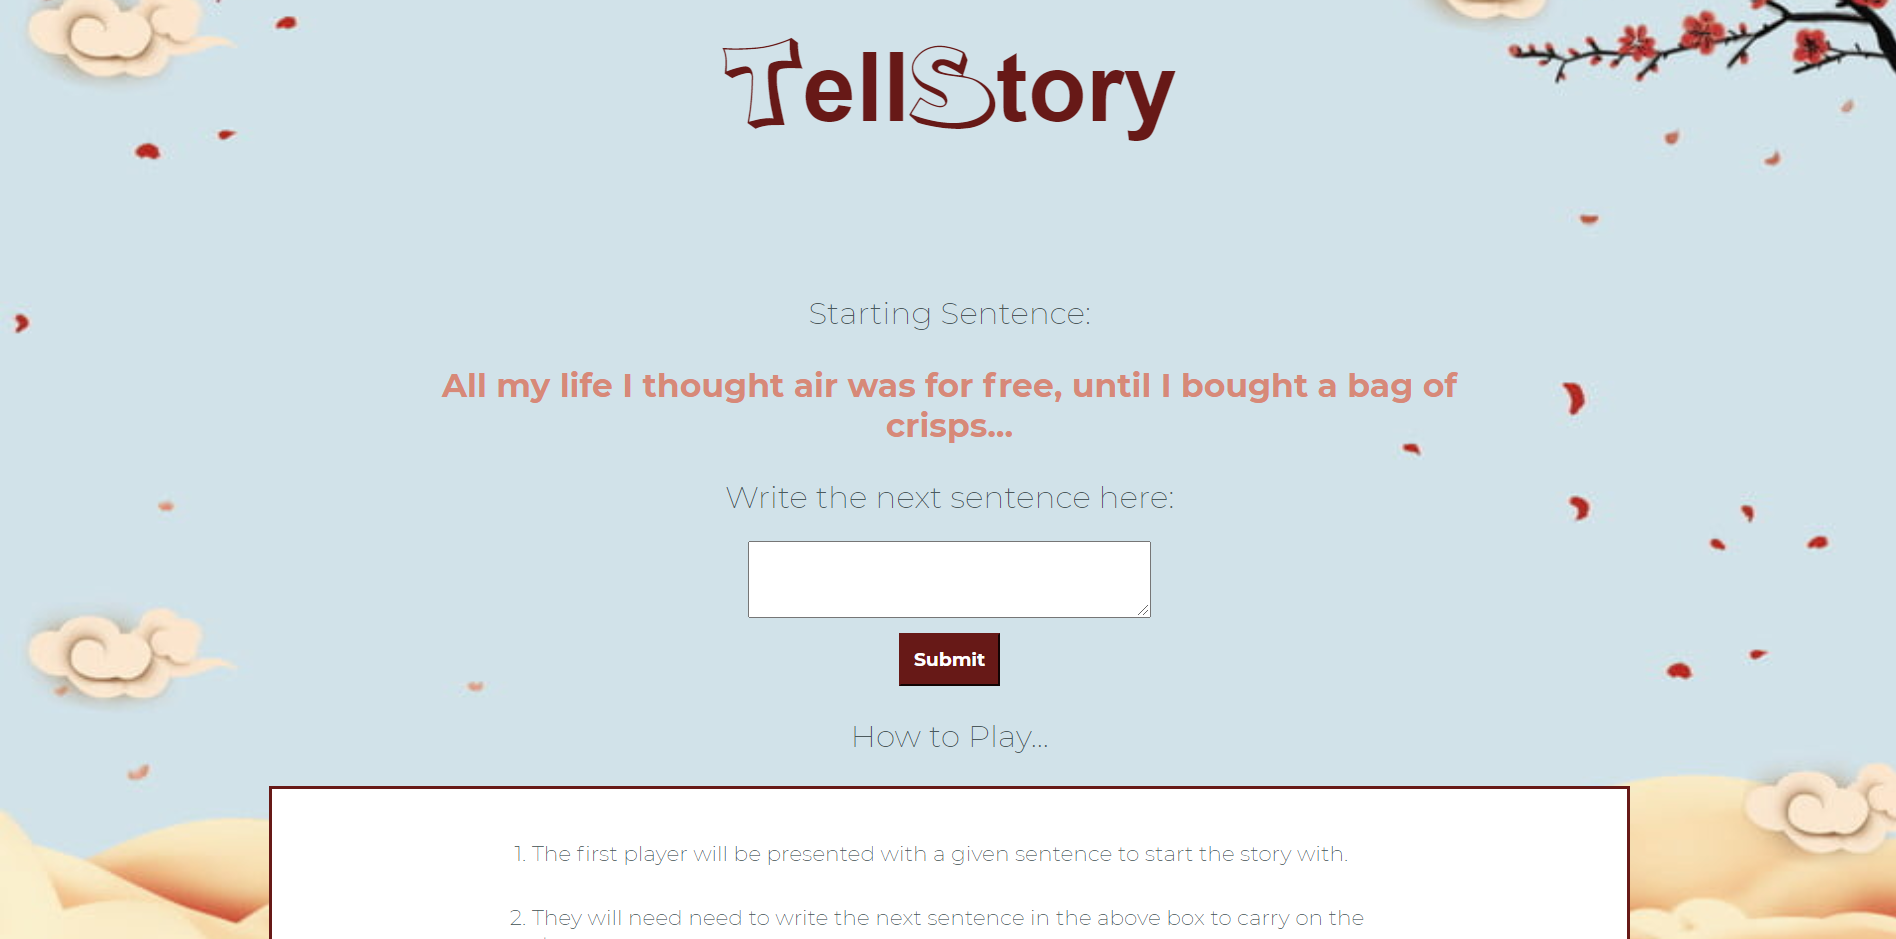 TellStory
Starting Sentence:
All my life I thought air was for free, until I bought a bag of
crisps...
Write the next sentence here:
Submit
How to Play...
1. The first player will be presented with a given sentence to start the story with.
2. They will need need to write the next sentence in the above box to carry on the